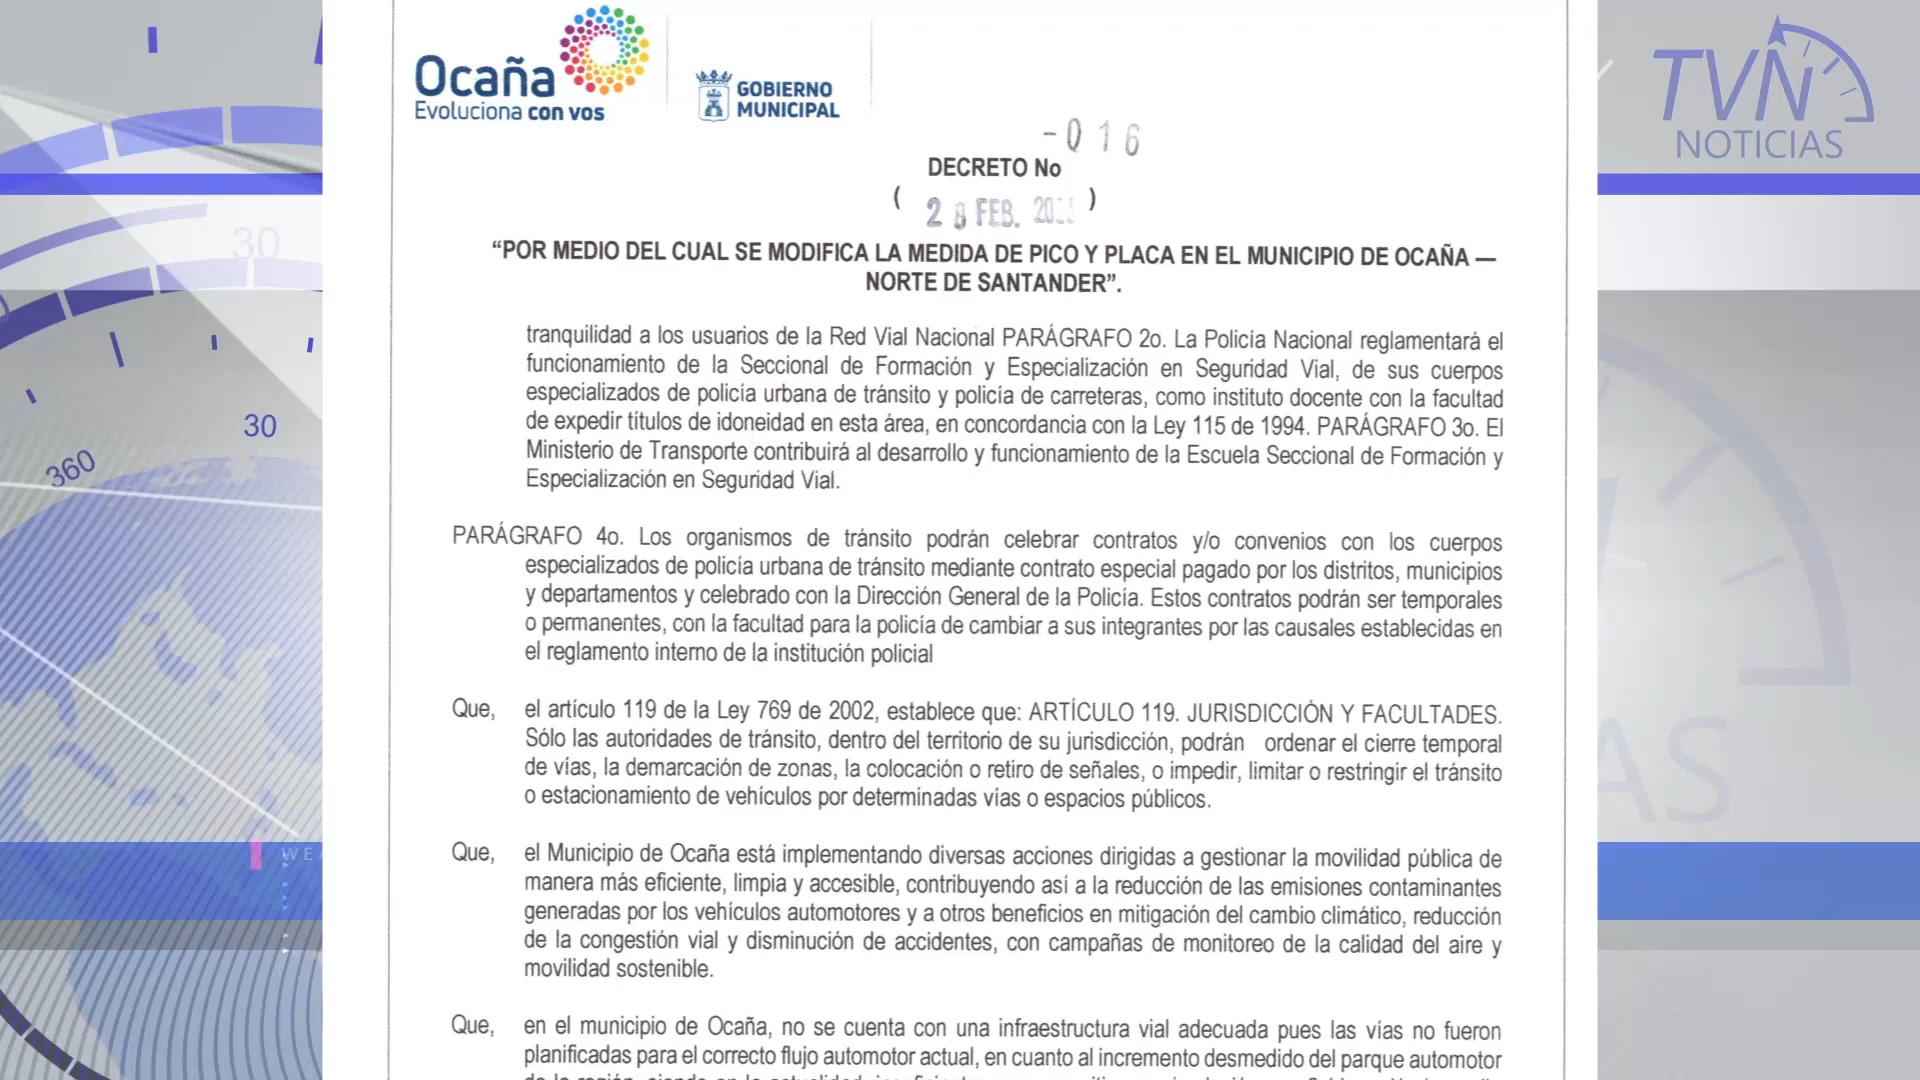 Ocaña
Evoluciona con vos
GOBIERNO
MUNICIPAL
TVN
NOTICIAS
-016
DECRETO No
( 28 FEB. )
“POR MEDIO DEL CUAL SE MODIFICA LA MEDIDA DE PICO Y PLACA EN EL MUNICIPIO DE OCAÑA —
NORTE DE SANTANDER”.
tranquilidad a los usuarios de la Red Vial Nacional PARÁGRAFO 2o. La Policía Nacional reglamentará el
funcionamiento de la Seccional de Formación y Especialización en Seguridad Vial, de sus cuerpos
especializados de policía urbana de tránsito y policía de carreteras, como instituto docente con la facultad
de expedir títulos de idoneidad en esta área, en concordancia con la Ley 115 de 1994. PARÁGRAFO 3o. El
Ministerio de Transporte contribuirá al desarrollo y funcionamiento de la Escuela Seccional de Formación y
Especialización en Seguridad Vial.
PARÁGRAFO 4o. Los organismos de tránsito podrán celebrar contratos y/o convenios con los cuerpos
especializados de policía urbana de tránsito mediante contrato especial pagado por los distritos, municipios
y departamentos y celebrado con la Dirección General de la Policía. Estos contratos podrán ser temporales
o permanentes, con la facultad para la policía de cambiar a sus integrantes por las causales establecidas en
el reglamento interno de la institución policial
Que, el artículo 119 de la Ley 769 de 2002, establece que: ARTÍCULO 119. JURISDICCIÓN Y FACULTADES.
Sólo las autoridades de tránsito, dentro del territorio de su jurisdicción, podrán ordenar el cierre temporal
de vías, la demarcación de zonas, la colocación o retiro de señales, o impedir, limitar o restringir el tránsito
o estacionamiento de vehículos por determinadas vías o espacios públicos.
Que, el Municipio de Ocaña está implementando diversas acciones dirigidas a gestionar la movilidad pública de
manera más eficiente, limpia y accesible, contribuyendo así a la reducción de las emisiones contaminantes
generadas por los vehículos automotores y a otros beneficios en mitigación del cambio climático, reducción
de la congestión vial y disminución de accidentes, con campañas de monitoreo de la calidad del aire y
movilidad sostenible.
Que, en el municipio de Ocaña, no se cuenta con una infraestructura vial adecuada pues las vías no fueron
planificadas para el correcto flujo automotor actual, en cuanto al incremento desmedido del parque automotor
30
30
360
WEA
AS